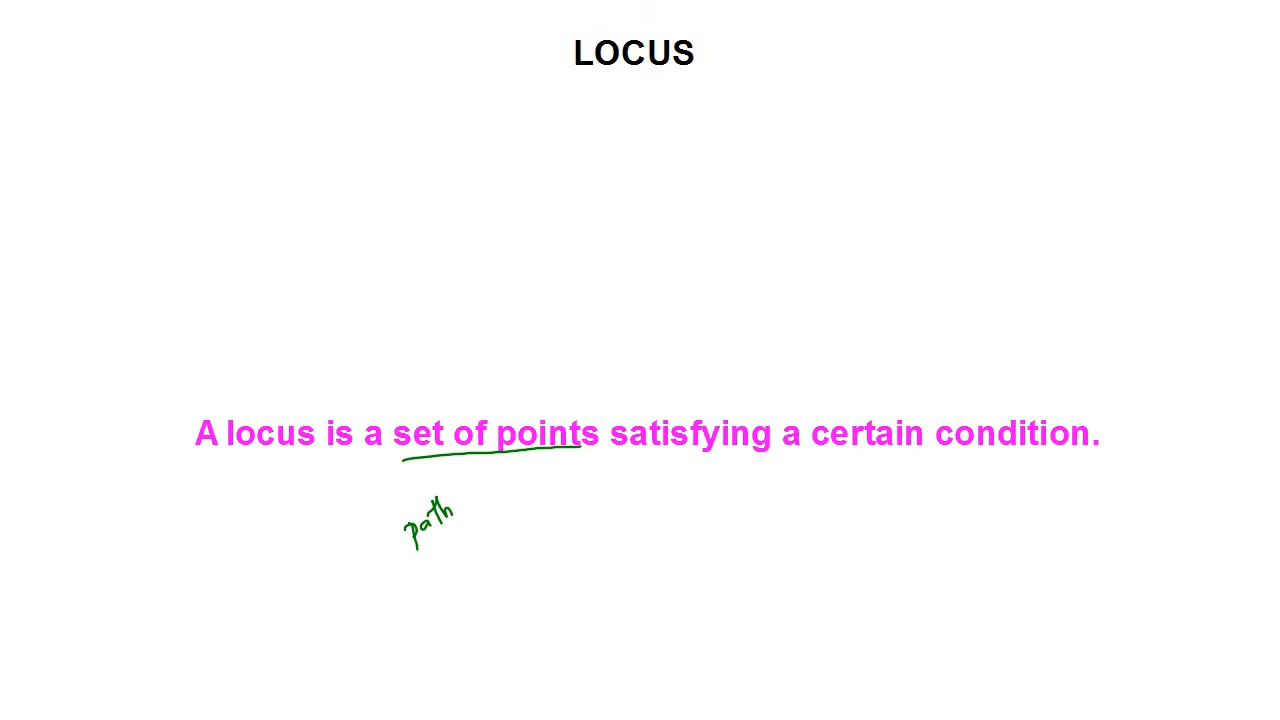 LOCUS
A locus is a set of points satisfying a certain condition.
path